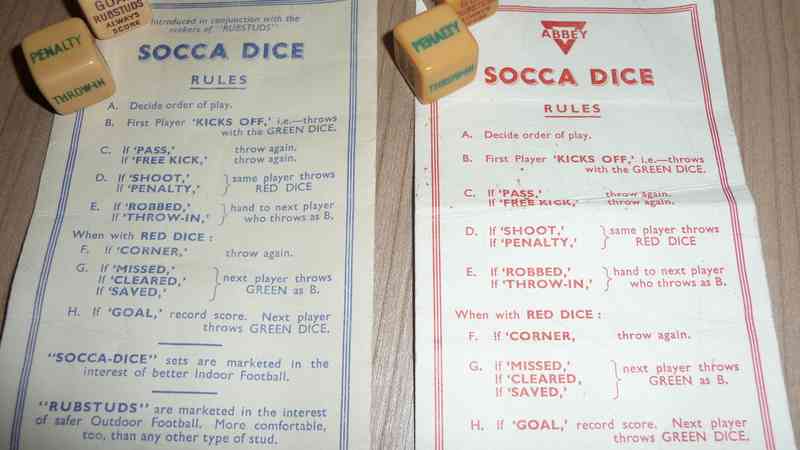 GOAL
RUBSTUDS
ALWAYS
SCORE
PENALTY
THROW-IN
Introduced in conjunction with the
makers of "RUBSTUDS"
SOCCA DICE
RULES
A. Decide order of play.
B. First Player 'KICKS OFF,' i.e.—throws
with the GREEN DICE.
C. If 'PASS,' throw again.
If 'FREE KICK,' throw again.
D. If 'SHOOT,' same player throws
If 'PENALTY,' RED DICE
E. If 'ROBBED,' hand to next player
If 'THROW-IN,' who throws as B.
When with RED DICE :
F. If 'CORNER,' throw again.
G. If 'MISSED,'
If 'CLEARED,' next player throws
If 'SAVED,' GREEN as B.
H. If 'GOAL,' record score. Next player
throws GREEN DICE.
"SOCCA-DICE" sets are marketed in the
interest of better Indoor Football.
"RUBSTUDS" are marketed in the interest
of safer Outdoor Football. More comfortable,
too, than any other type of stud.
PENALTY
THROW-IN
ABBEY
SOCCA DICE
RULES
A. Decide order of play.
B. First Player 'KICKS OFF,' i.e.—throws
with the GREEN DICE.
C. If 'PASS,' throw again.
If 'FREE KICK,' throw again.
D. If 'SHOOT,' same player throws
If 'PENALTY,' RED DICE
E. If 'ROBBED,' hand to next player
If 'THROW-IN,' who throws as B.
When with RED DICE :
F. If 'CORNER, throw again.
G. If 'MISSED,'
If 'CLEARED, next player throws
If 'SAVED,' GREEN as B.
H. If 'GOAL,' record score. Next player
throws GREEN DICE.